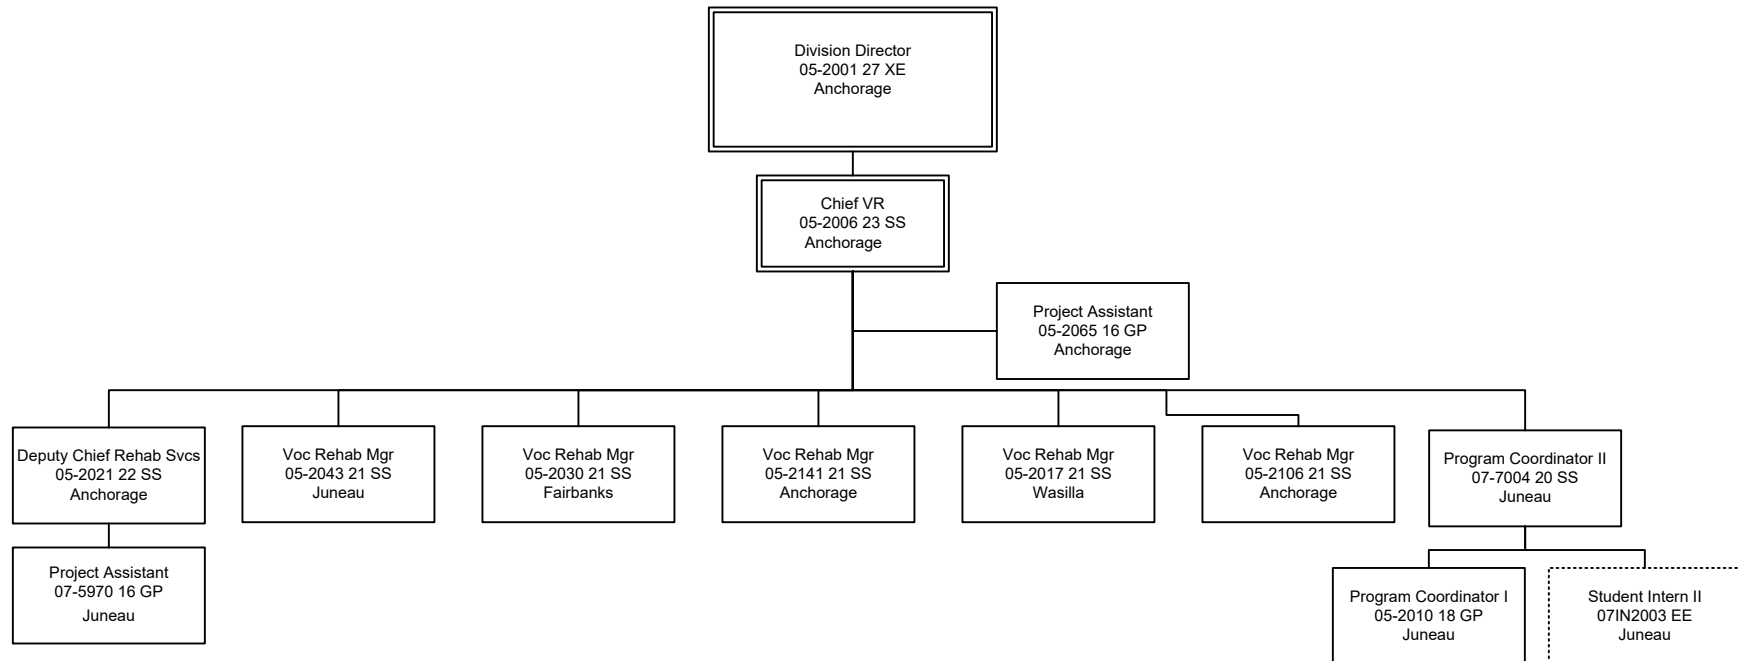 Division Director
05-2001 27 XE
Anchorage
Chief VR
05-2006 23 SS
Anchorage
Project Assistant
05-2065 16 GP
Anchorage
Deputy Chief Rehab Svcs
05-2021 22 SS
Anchorage
Voc Rehab Mgr
05-2043 21 SS
Juneau
Voc Rehab Mgr
05-2030 21 SS
Fairbanks
Voc Rehab Mgr
05-2141 21 SS
Anchorage
Voc Rehab Mgr
05-2017 21 SS
Wasilla
Voc Rehab Mgr
05-2106 21 SS
Anchorage
Program Coordinator II
07-7004 20 SS
Juneau
Project Assistant
07-5970 16 GP
Juneau
Program Coordinator I
05-2010 18 GP
Juneau
Student Intern II
07IN2003 EE
Juneau